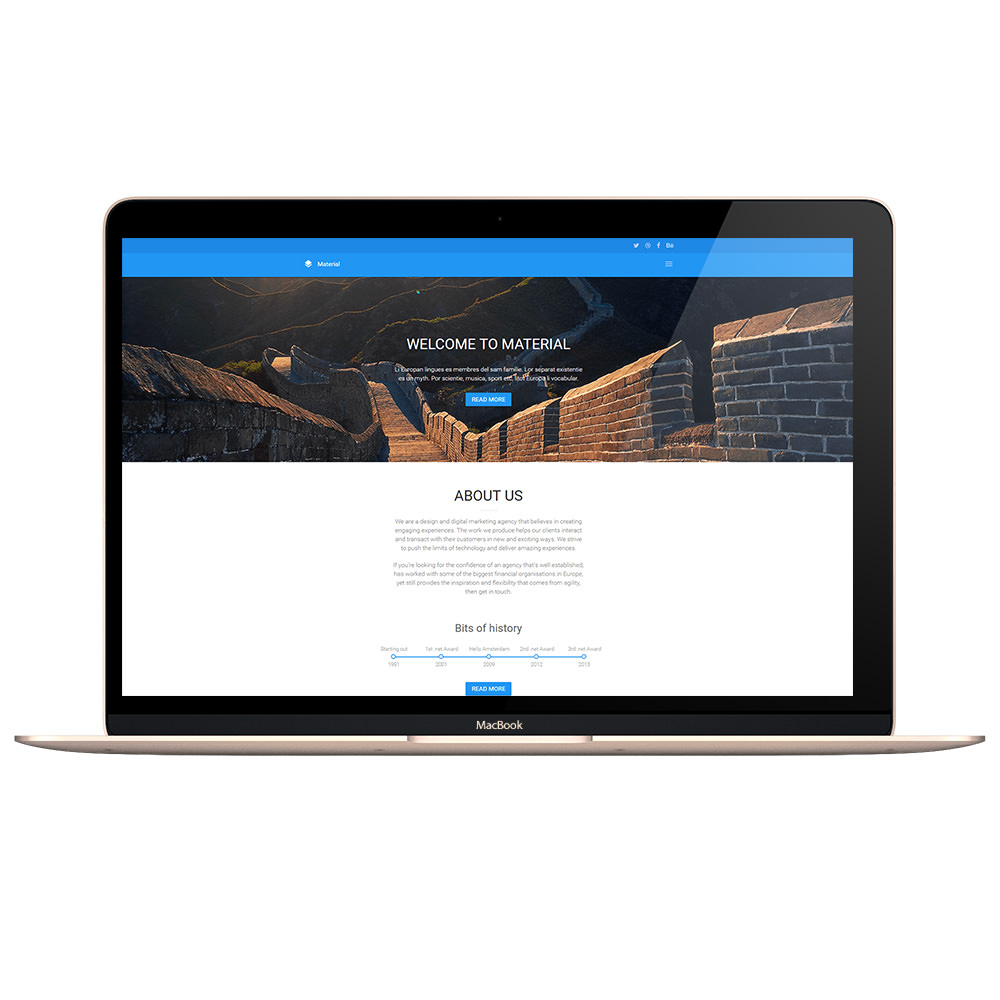 Bē
Material
WELCOME TO MATERIAL
Li Europan lingues es membres del sam familie. Lor separat existentie
es un myth. Por scientie, musica, sport etc, litot Europa li vocabular.
READ MORE
ABOUT US
We are a design and digital marketing agency that believes in creating
engaging experiences. The work we produce helps our clients interact
and transact with their customers in new and exciting ways. We strive
to push the limits of technology and deliver amazing experiences.
If you're looking for the confidence of an agency that's well established,
has worked with some of the biggest financial organisations in Europe,
yet still provides the inspiration and flexibility that comes from agility,
then get in touch.
Bits of history
Starting out 1st .net Award Hello Amsterdam 2nd .net Award 3rd .net Award
1991 2001 2009 2012 2013
READ MORE
MacBook